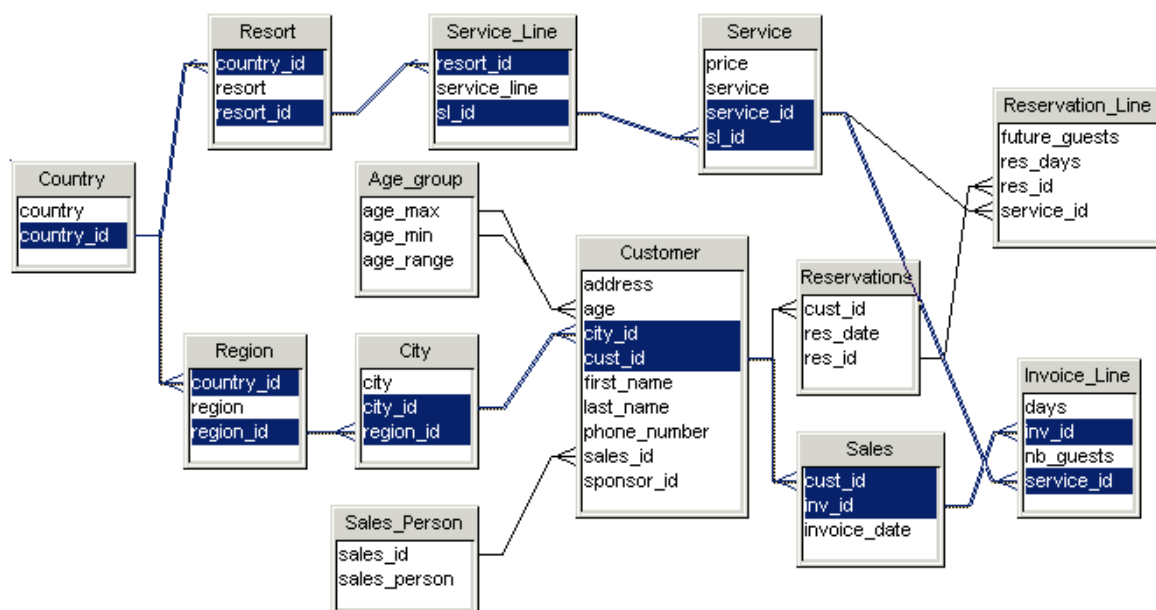 Resort
country_id
resort
resort_id
Service_Line
resort_id
service_line
sl_id
Service
price
service
service_id
sl_id
Reservation_Line
future_guests
res_days
res_id
service_id
Country
country
country_id
Age_group
age_max
age_min
age_range
Customer
address
age
city_id
cust_id
first_name
last_name
phone_number
sales_id
sponsor_id
Reservations
cust_id
res_date
res_id
Region
country_id
region
region_id
City
city
city_id
region_id
Invoice_Line
days
inv_id
nb_guests
service_id
Sales
cust_id
inv_id
invoice_date
Sales_Person
sales_id
sales_person